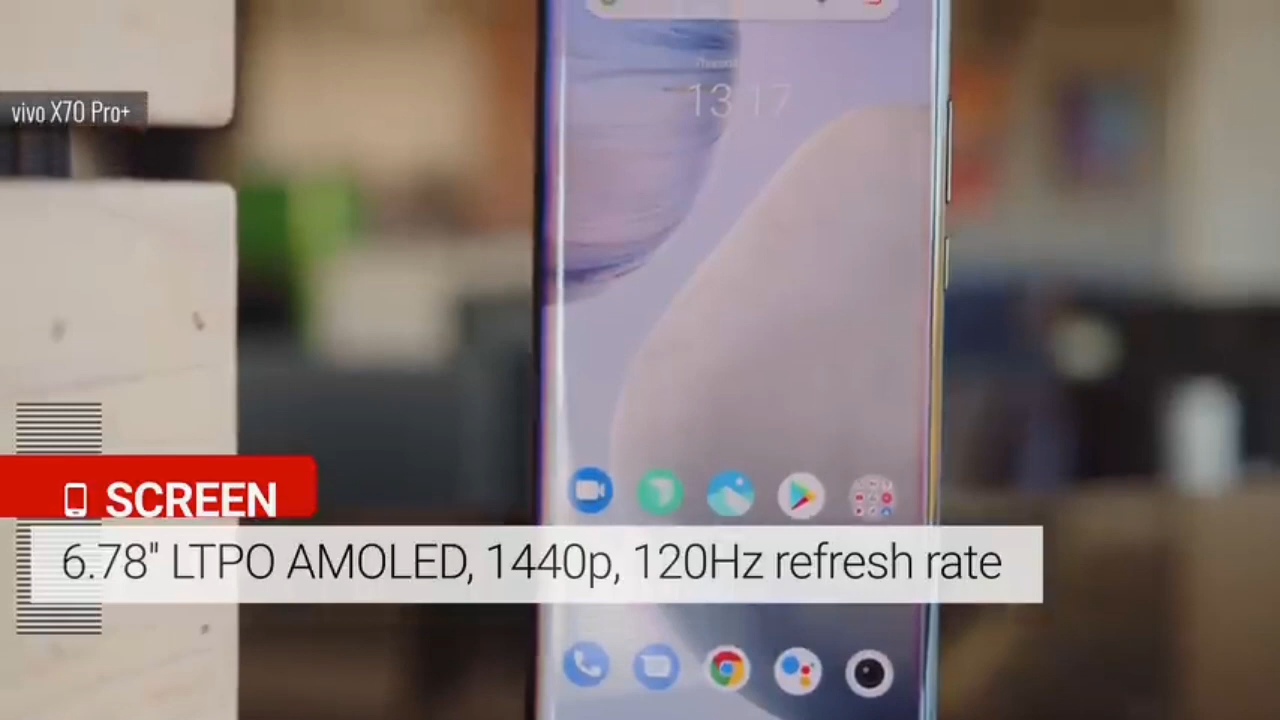 vivo X70 Pro+
13 17
SCREEN
6.78" LTPO AMOLED, 1440p, 120Hz refresh rate